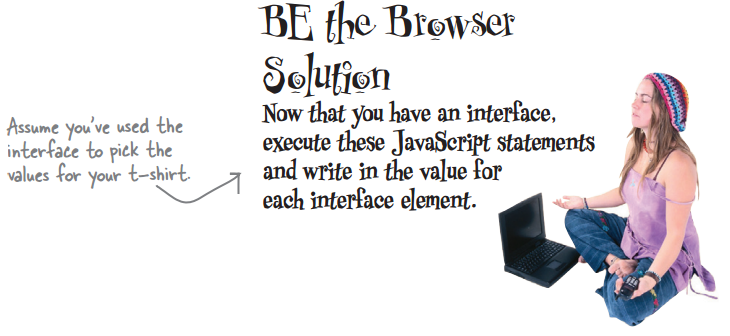 BE the Browser
Solution
Now that you have an interface,
execute these JavaScript statements
and write in the value for
each interface element.
Assume you've used the
interface to pick the
values for your t-shirt.